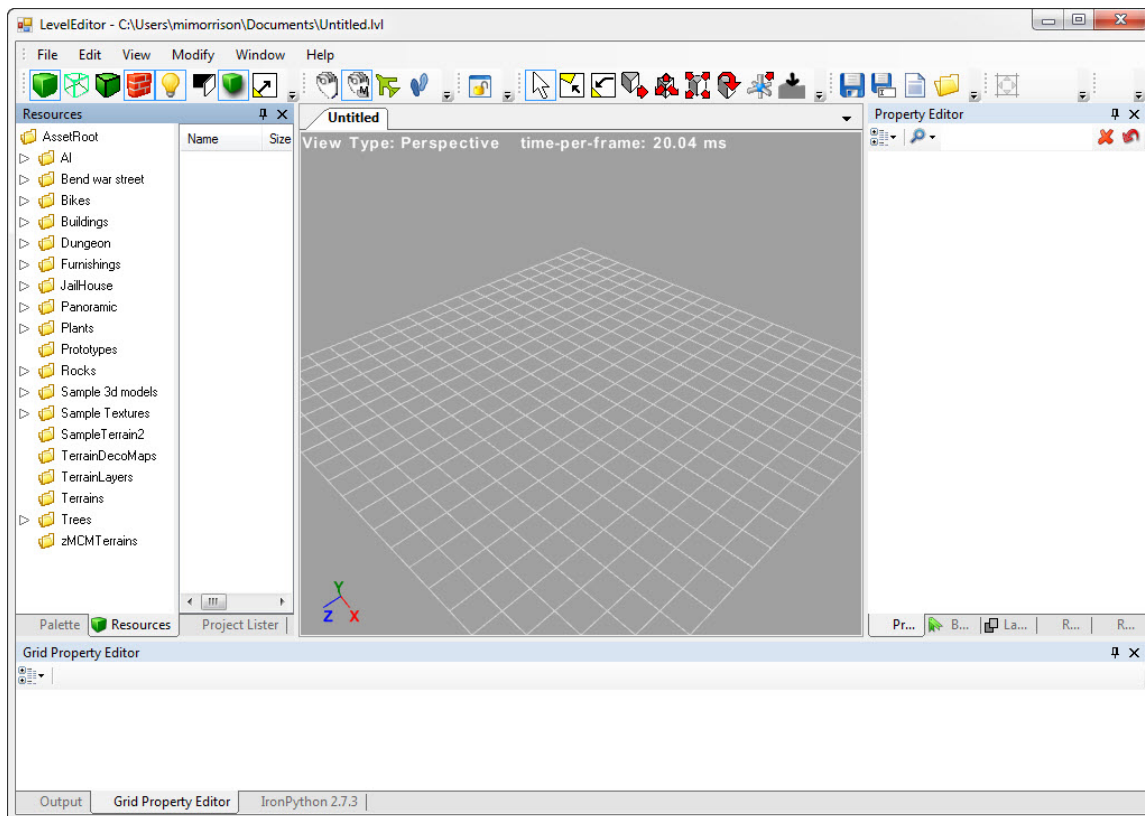 LevelEditor - C:\Users\mimorrison\Documents\Untitled.lvl
File Edit View Modify Window Help
M
Resources
AssetRoot
AI
Bend war street
Bikes
Buildings
Dungeon
Furnishings
JailHouse
Panoramic
Plants
Prototypes
Rocks
Sample 3d models
Sample Textures
SampleTerrain2
TerrainDecoMaps
TerrainLayers
Terrains
Trees
zMCMTerrains
Name Size
Palette Resources Project Lister
Untitled
View Type: Perspective time-per-frame: 20.04 ms
Y
Z X
Property Editor
Pr... B... La... R... R...
Grid Property Editor
Output Grid Property Editor IronPython 2.7.3